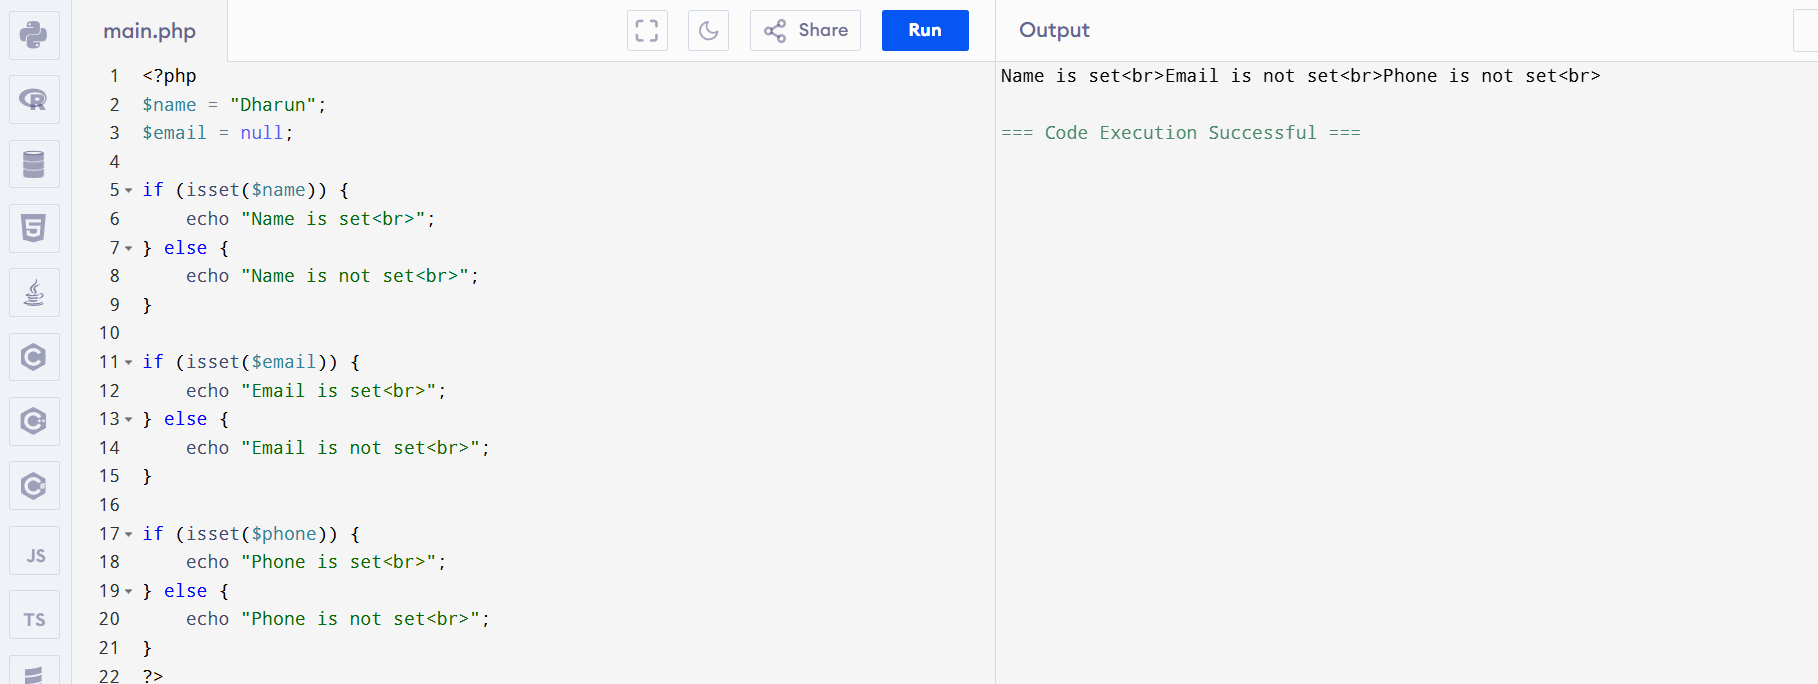 main.php
Share
Run
Output
1 <?php
2 $name = "Dharun";
3 $email = null;
4
5 if (isset($name)) {
6     echo "Name is set<br>";
7 } else {
8     echo "Name is not set<br>";
9 }
10
11 if (isset($email)) {
12     echo "Email is set<br>";
13 } else {
14     echo "Email is not set<br>";
15 }
16
17 if (isset($phone)) {
18     echo "Phone is set<br>";
19 } else {
20     echo "Phone is not set<br>";
21 }
22 ?>
Name is set<br>Email is not set<br>Phone is not set<br>
=== Code Execution Successful ===
R
5
C
C+
C#
JS
TS